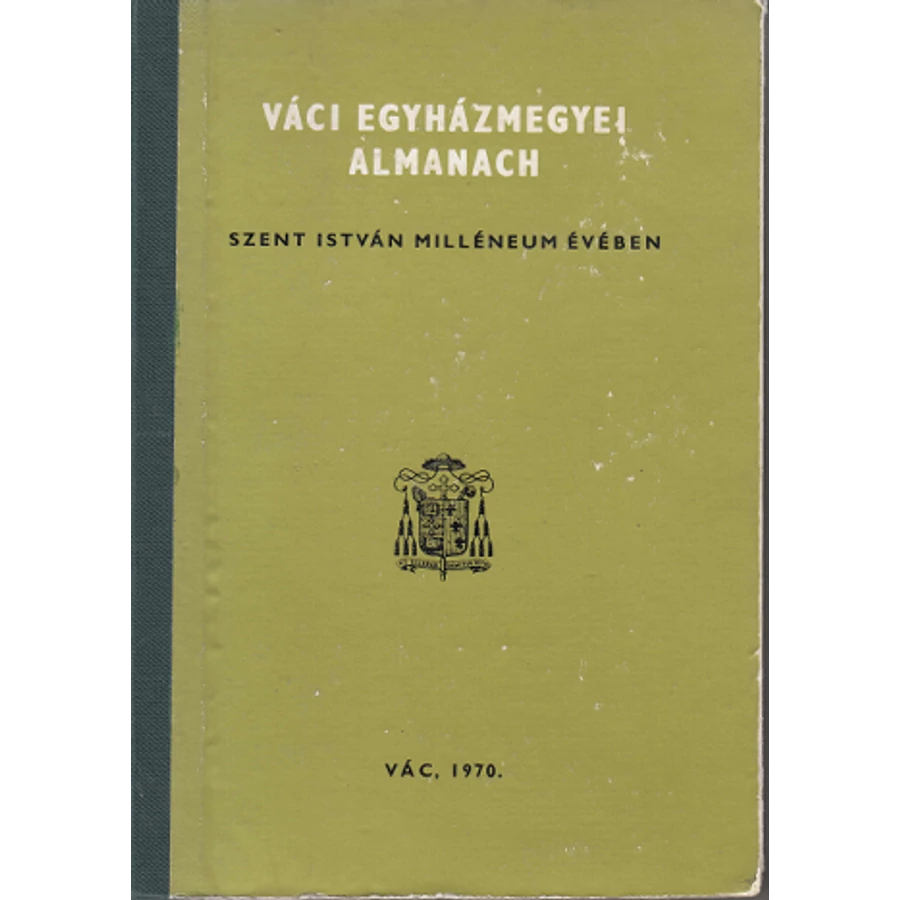 VÁCI EGYHÁZMEGYEI
ALMANACH
SZENT ISTVÁN MILLÉNEUM ÉVÉBEN
VÁC, 1970.